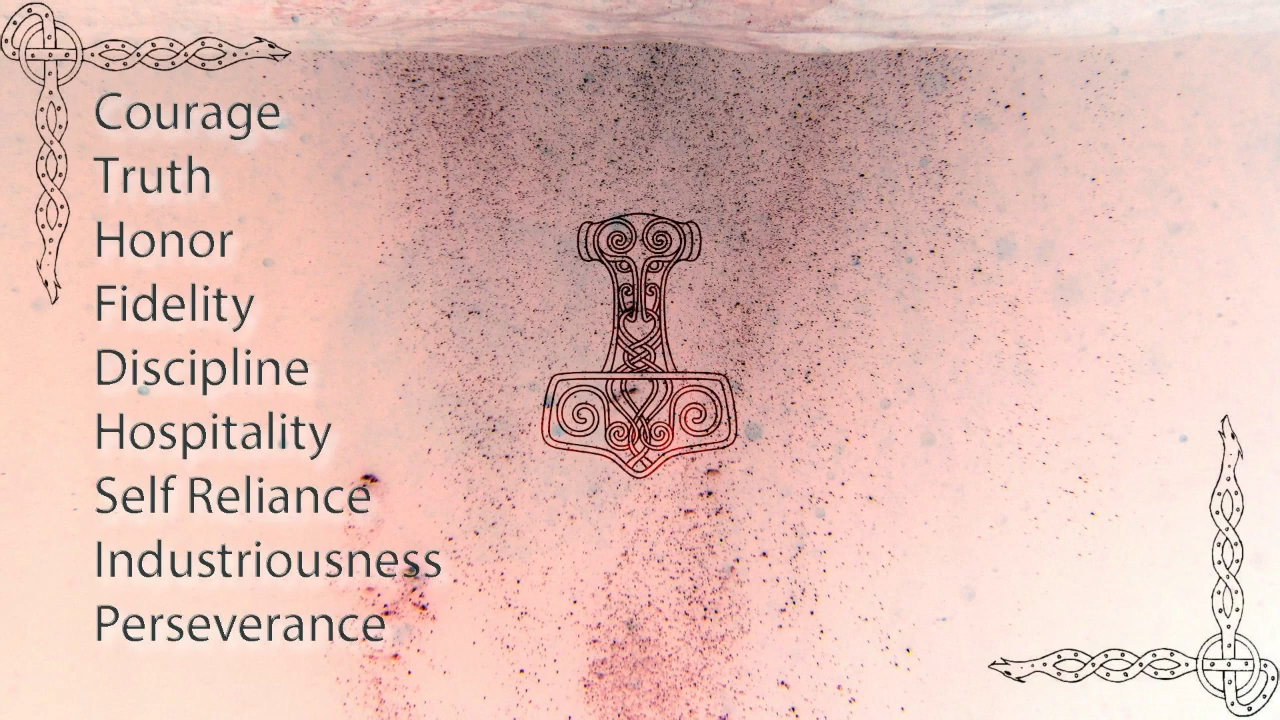 Courage
Truth
Honor
Fidelity
Discipline
Hospitality
Self Reliance
Industriousness
Perseverance